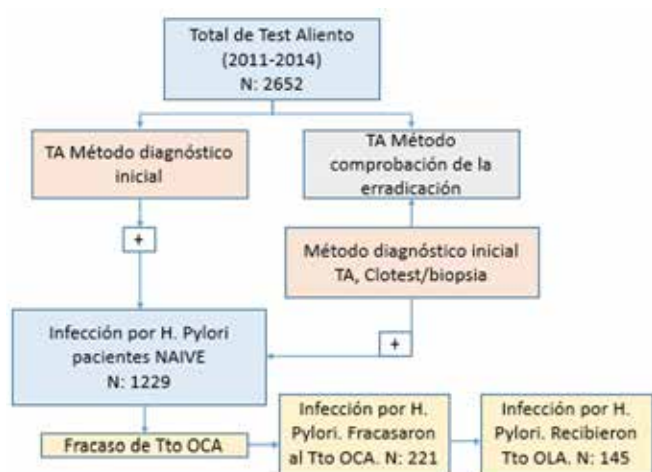 Total de Test Aliento
(2011-2014)
N: 2652
TA Método diagnóstico
inicial
TA Método
comprobación de la
erradicación
+
Método diagnóstico inicial
TA, Clotest/biopsia
+
Infección por H. Pylori
pacientes NAIVE
N: 1229
Fracaso de Tto OCA
Infección por H.
Pylori. Fracasaron
al Tto OCA. N: 221
Infección por H.
Pylori. Recibieron
Tto OLA. N: 145